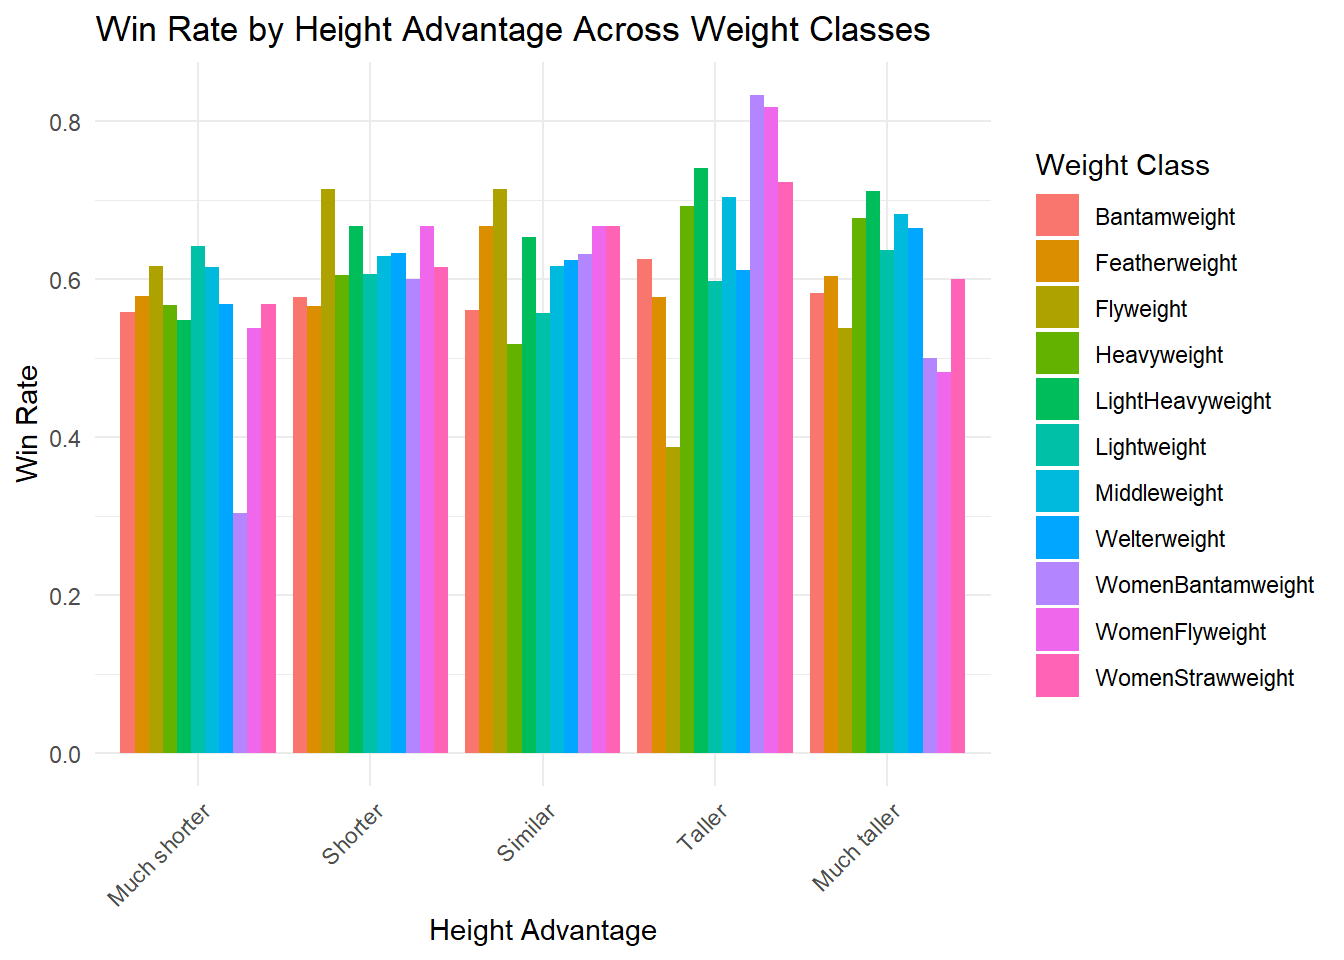 Win Rate by Height Advantage Across Weight Classes
Win Rate
0.8
0.6
0.4
0.2
0.0
Much shorter
Shorter
Similar
Taller
Much taller
Height Advantage
Weight Class
Bantamweight
Featherweight
Flyweight
Heavyweight
LightHeavyweight
Lightweight
Middleweight
Welterweight
WomenBantamweight
WomenFlyweight
WomenStrawweight